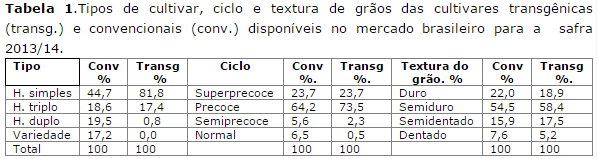 Tabela 1.Tipos de cultivar, ciclo e textura de grãos das cultivares transgênicas
(transg.) e convencionais (conv.) disponíveis no mercado brasileiro para a safra
2013/14.
Tipo Conv % Transg % Ciclo Conv %. Transg %. Textura do grão. % Conv % Transg %
H. simples 44,7 81,8 Superprecoce 23,7 23,7 Duro 22,0 18,9
H. triplo 18,6 17,4 Precoce 64,2 73,5 Semiduro 54,5 58,4
H. duplo 19,5 0,8 Semiprecoce 5,6 2,3 Semidentado 15,9 17,5
Variedade 17,2 0,0 Normal 6,5 0,5 Dentado 7,6 5,2
Total 100 100 100 100 100 100